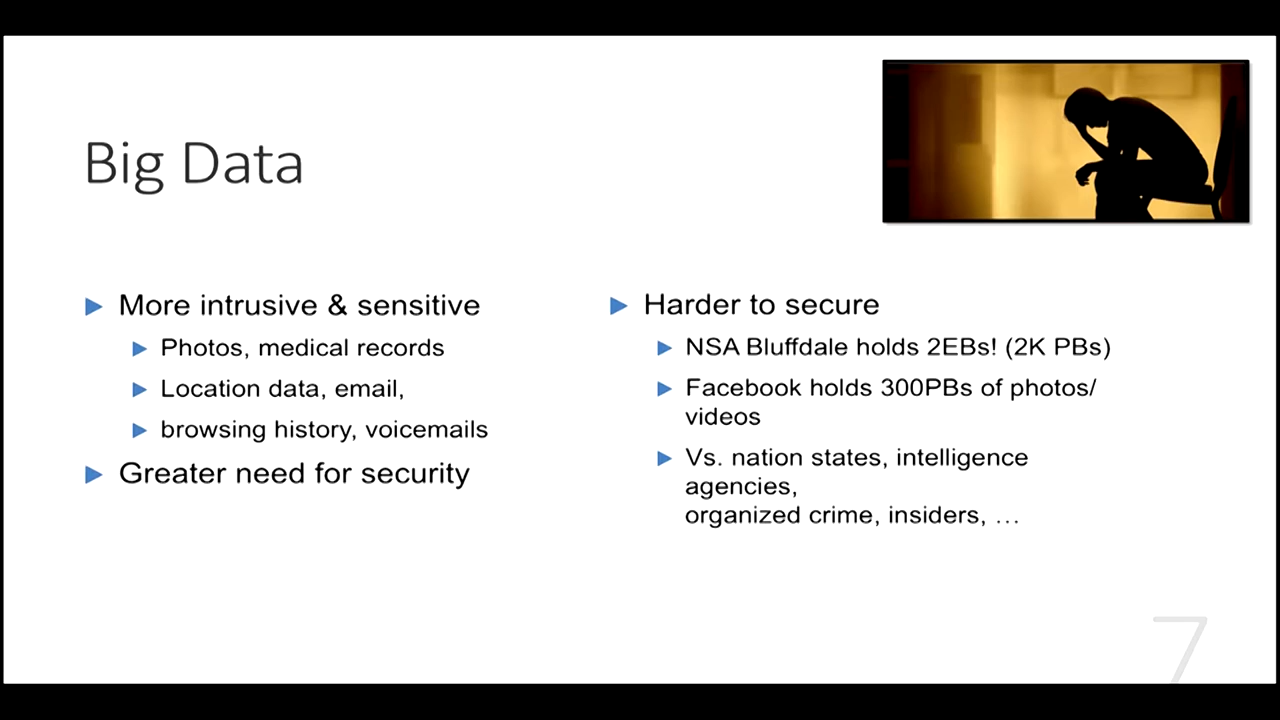 Big Data
More intrusive & sensitive
Photos, medical records
Location data, email,
browsing history, voicemails
Greater need for security
Harder to secure
NSA Bluffdale holds 2EBs! (2K PBs)
Facebook holds 300PBs of photos/
videos
Vs. nation states, intelligence
agencies,
organized crime, insiders, …
7